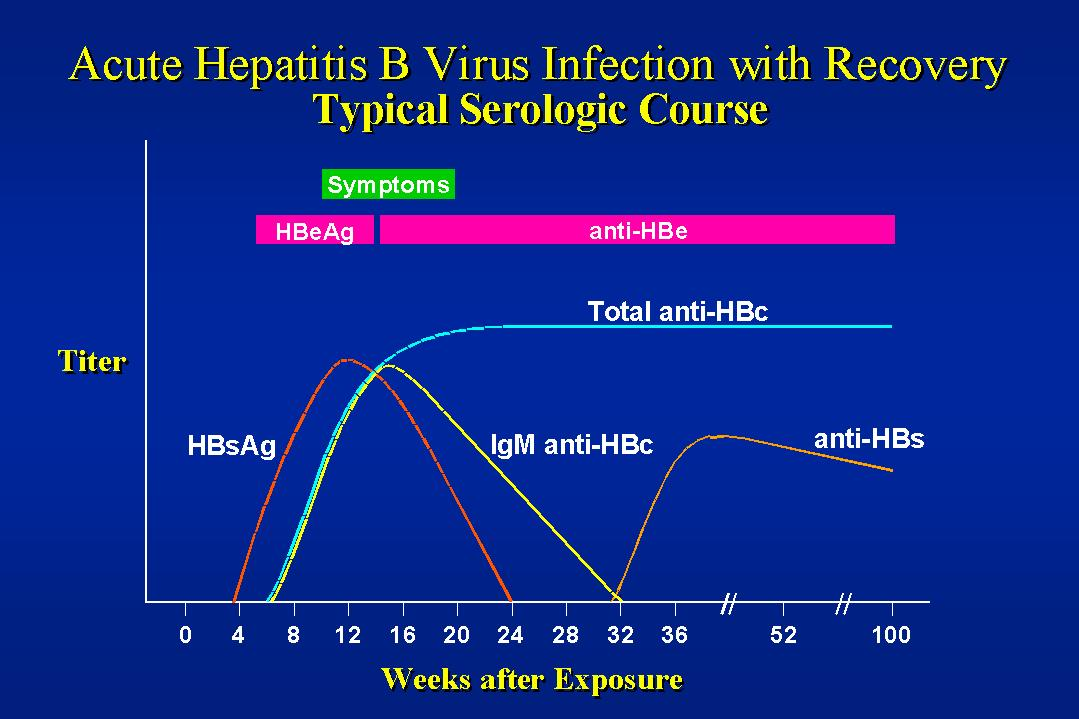 Acute Hepatitis B Virus Infection with Recovery
Typical Serologic Course
Symptoms
HBeAg
anti-HBe
Total anti-HBc
Titer
HBsAg
IgM anti-HBc
anti-HBs
0 4 8 12 16 20 24 28 32 36 // 52 // 100
Weeks after Exposure